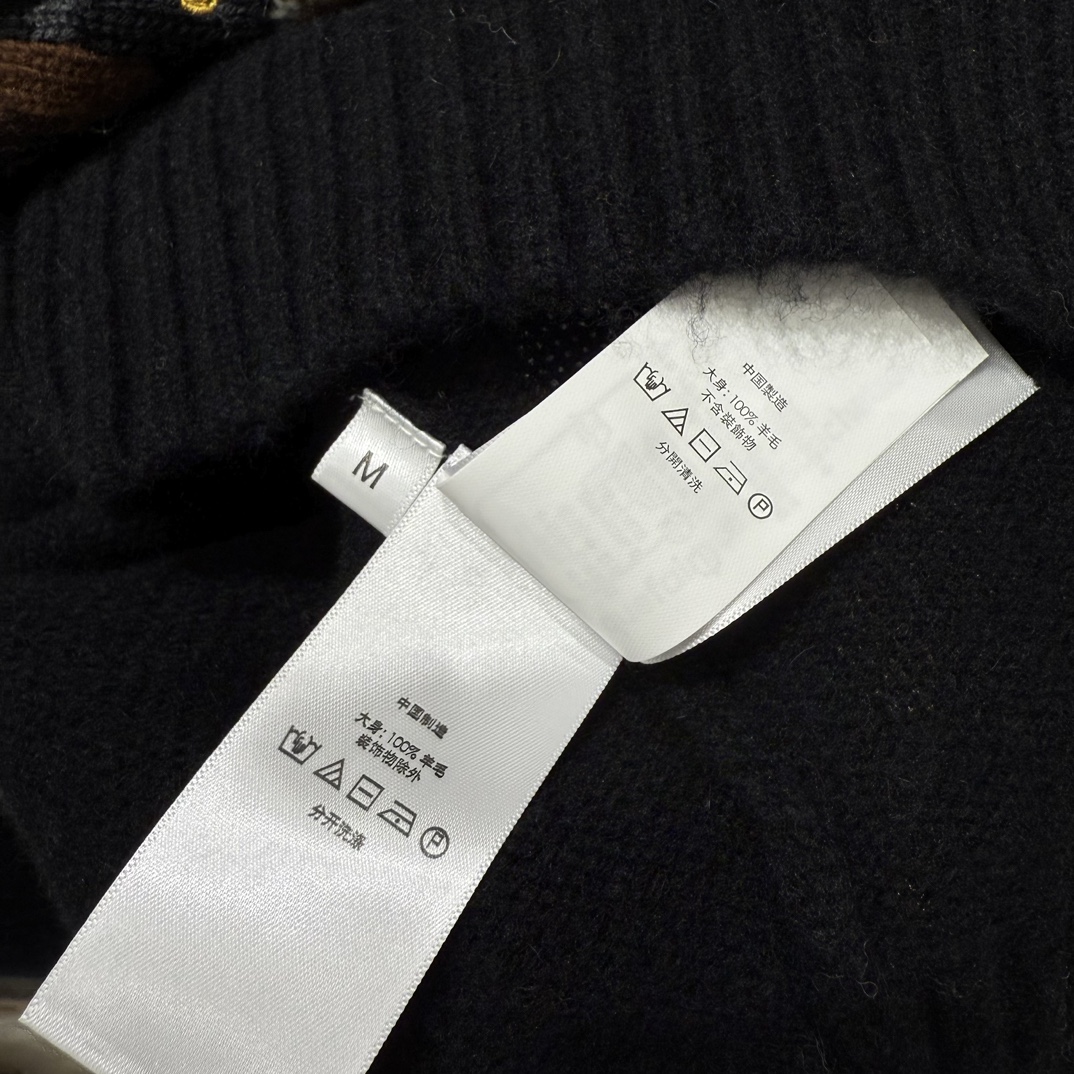 中国製造
大身: 100% 羊毛
不含裝飾物
P
分開清洗
M
中国制造
大身: 100% 羊毛
装饰物除外
P
分开洗涤